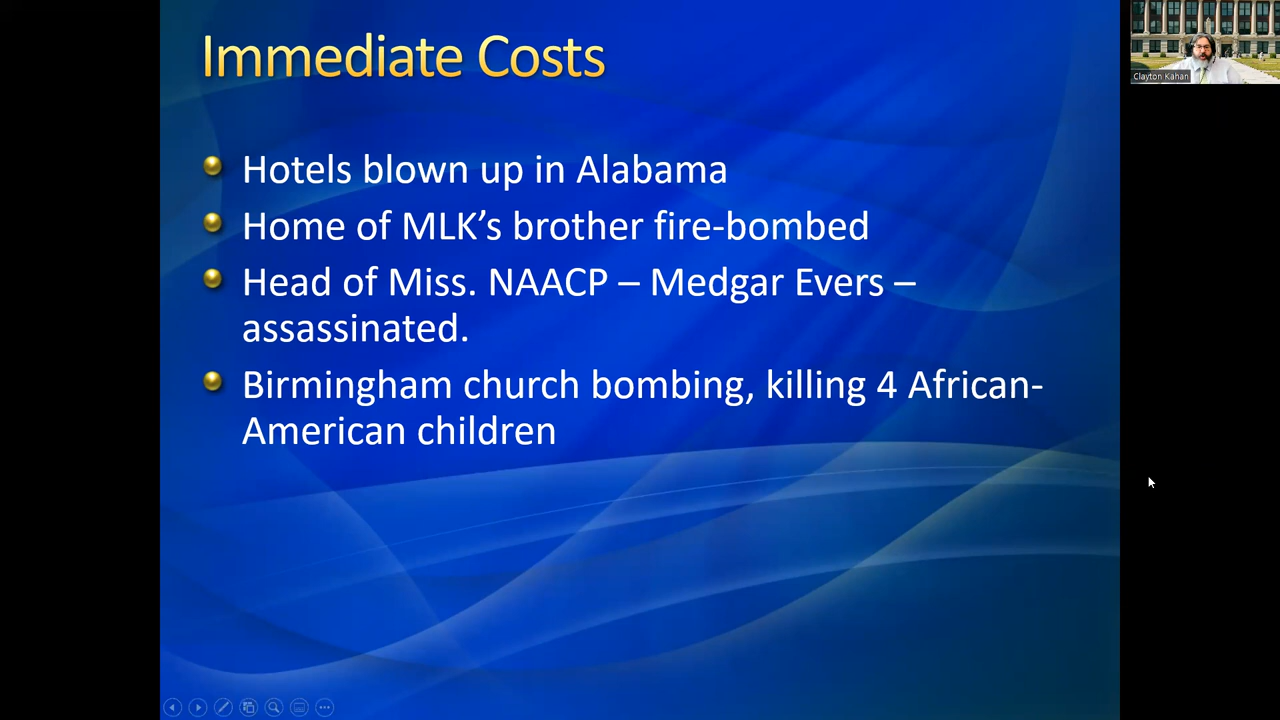 Immediate Costs
Hotels blown up in Alabama
Home of MLK’s brother fire-bombed
Head of Miss. NAACP – Medgar Evers –
assassinated.
Birmingham church bombing, killing 4 African-
American children
Clayton Kahan